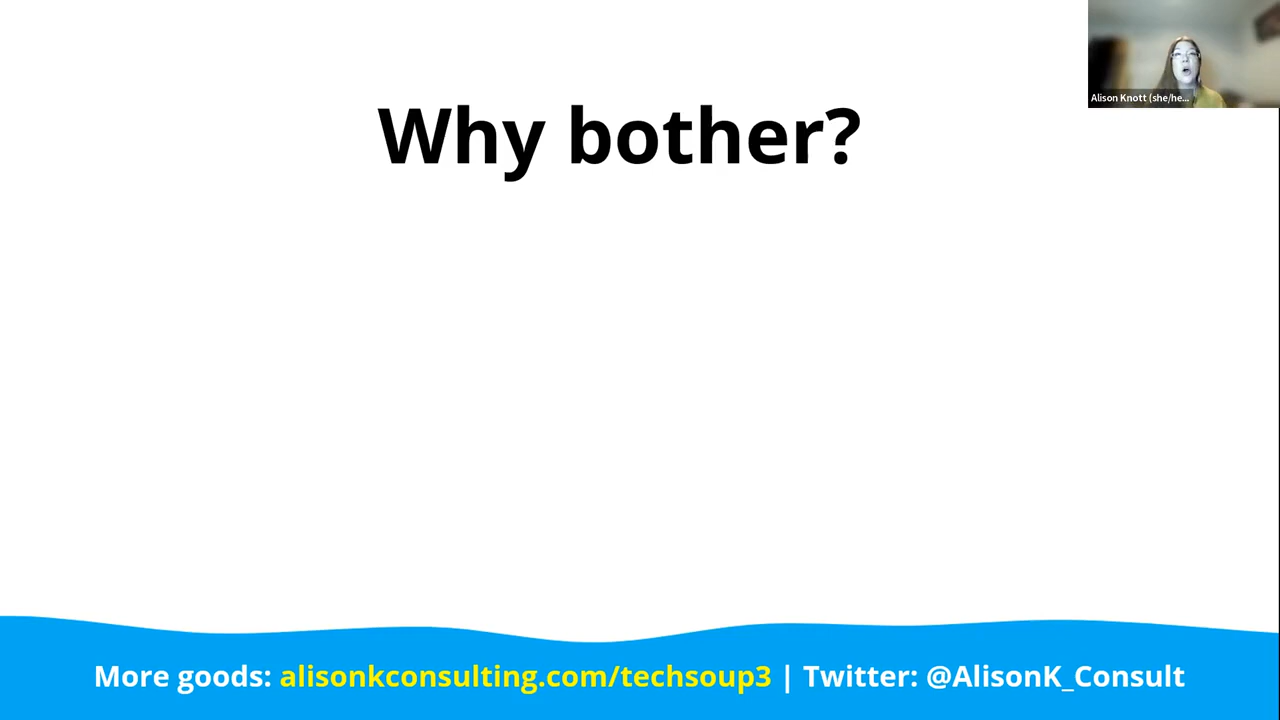 Alison Knott (she/he...
Why bother?
More goods: alisonkconsulting.com/techsoup3 | Twitter: @AlisonK_Consult